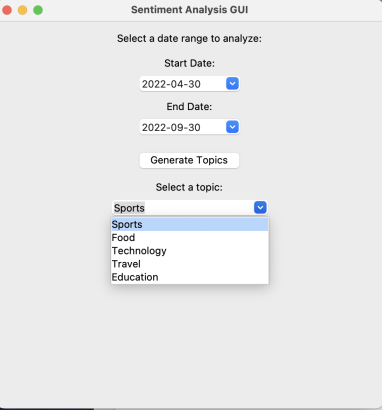 Sentiment Analysis GUI
Select a date range to analyze:
Start Date:
2022-04-30
End Date:
2022-09-30
Generate Topics
Select a topic:
Sports
Sports
Food
Technology
Travel
Education